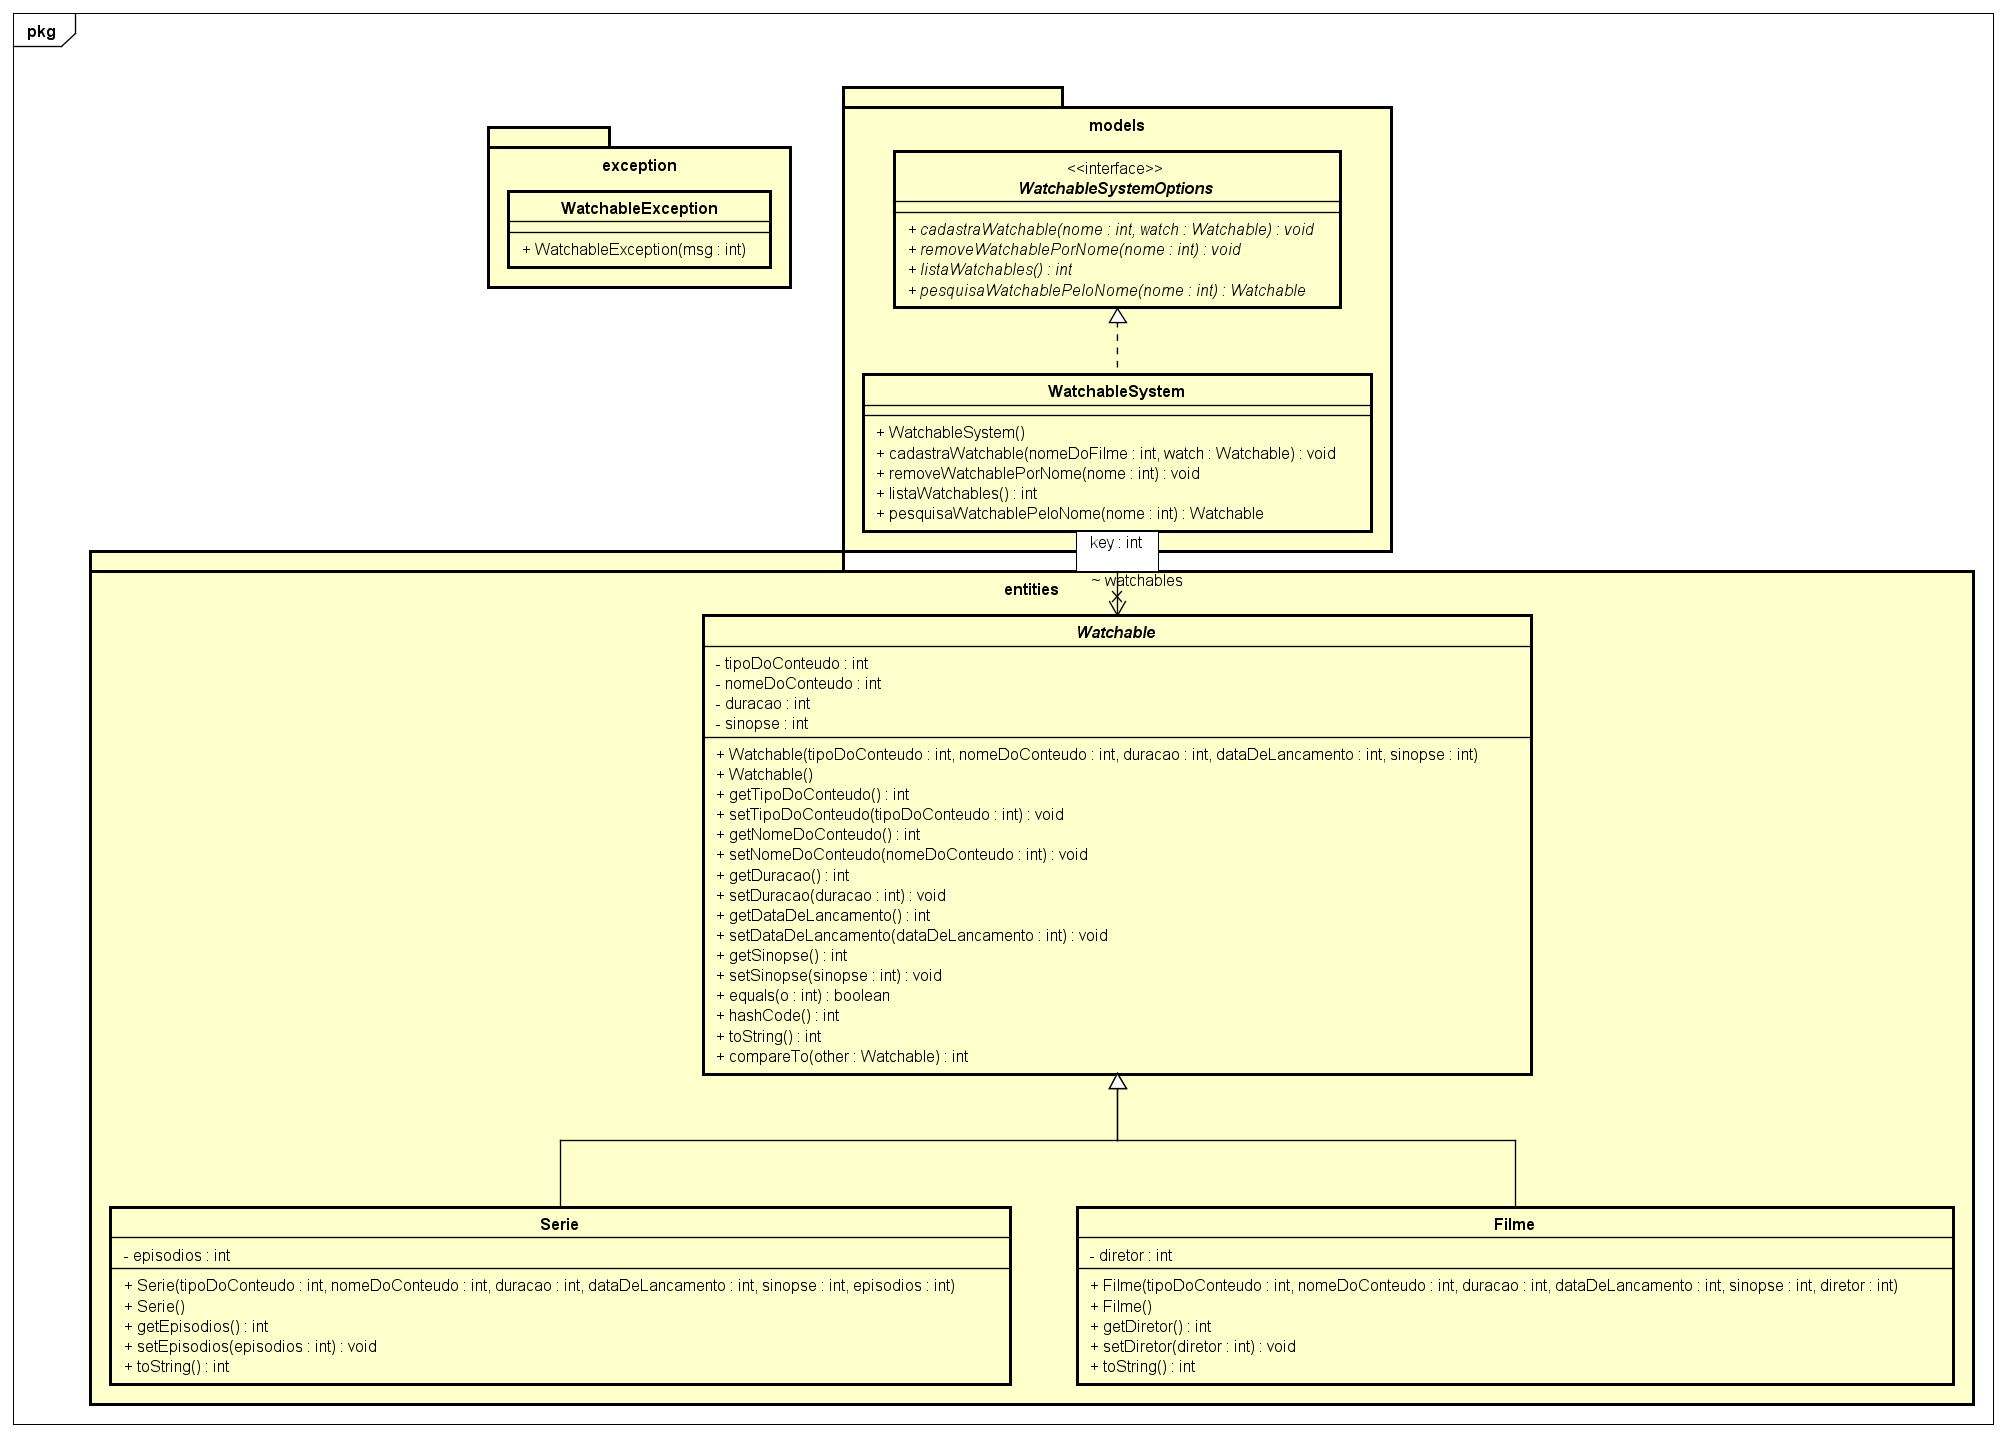 pkg
exception
WatchableException
+ WatchableException(msg : int)
models
<<interface>>
WatchableSystemOptions
+ cadastraWatchable(nome : int, watch : Watchable) : void
+ removeWatchablePorNome(nome : int) : void
+ listaWatchables() : int
+ pesquisaWatchablePeloNome(nome : int) : Watchable
WatchableSystem
+ WatchableSystem()
+ cadastraWatchable(nomeDoFilme : int, watch : Watchable) : void
+ removeWatchablePorNome(nome : int) : void
+ listaWatchables() : int
+ pesquisaWatchablePeloNome(nome : int) : Watchable
key : int
~ watchables
entities
Watchable
- tipoDoConteudo : int
- nomeDoConteudo : int
- duracao : int
- sinopse : int
+ Watchable(tipoDoConteudo : int, nomeDoConteudo : int, duracao : int, dataDeLancamento : int, sinopse : int)
+ Watchable()
+ getTipoDoConteudo() : int
+ setTipoDoConteudo(tipoDoConteudo : int) : void
+ getNomeDoConteudo() : int
+ setNomeDoConteudo(nomeDoConteudo : int) : void
+ getDuracao() : int
+ setDuracao(duracao : int) : void
+ getDataDeLancamento() : int
+ setDataDeLancamento(dataDeLancamento : int) : void
+ getSinopse() : int
+ setSinopse(sinopse : int) : void
+ equals(o : int) : boolean
+ hashCode() : int
+ toString() : int
+ compareTo(other : Watchable) : int
Serie
- episodios : int
+ Serie(tipoDoConteudo : int, nomeDoConteudo : int, duracao : int, dataDeLancamento : int, sinopse : int, episodios : int)
+ Serie()
+ getEpisodios() : int
+ setEpisodios(episodios : int) : void
+ toString() : int
Filme
- diretor : int
+ Filme(tipoDoConteudo : int, nomeDoConteudo : int, duracao : int, dataDeLancamento : int, sinopse : int, diretor : int)
+ Filme()
+ getDiretor() : int
+ setDiretor(diretor : int) : void
+ toString() : int